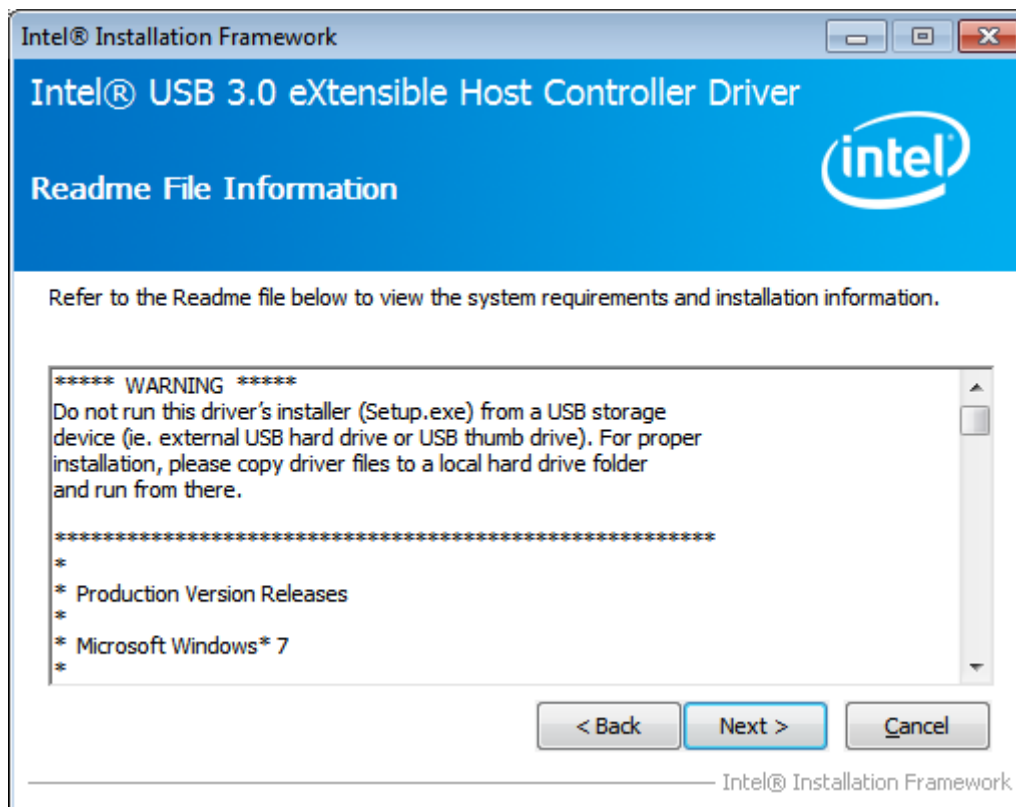 Intel® Installation Framework
Intel® USB 3.0 eXtensible Host Controller Driver
intel
Readme File Information
Refer to the Readme file below to view the system requirements and installation information.
***** WARNING *****
Do not run this driver's installer (Setup.exe) from a USB storage
device (ie. external USB hard drive or USB thumb drive). For proper
installation, please copy driver files to a local hard drive folder
and run from there.
*******************************************************
*
* Production Version Releases
*
* Microsoft Windows* 7
*
< Back Next > Cancel
Intel® Installation Framework